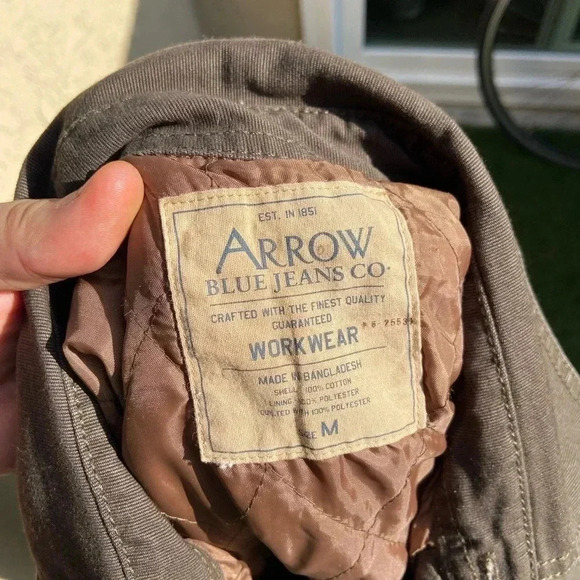 EST. IN 1851
ARROW
BLUE JEANS CO.
CRAFTED WITH THE FINEST QUALITY
GUARANTEED
WORKWEAR
MADE IN BANGLADESH
SHELL: 100% COTTON
LINING: 100% POLYESTER
QUILTED WITH 100% POLYESTER
SIZE M